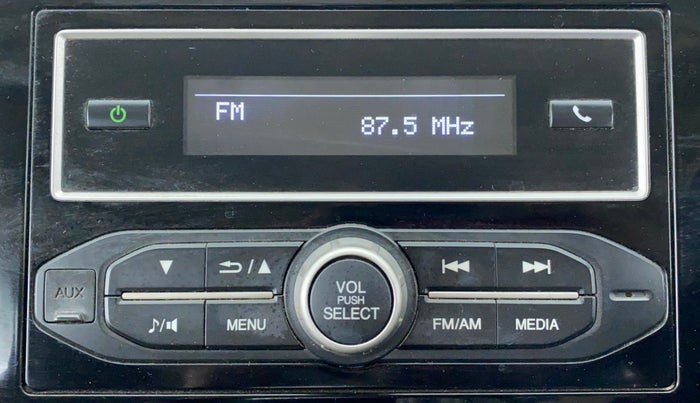 FM
87.5 MHz
AUX
MENU
VOL
PUSH
SELECT
FM/AM
MEDIA